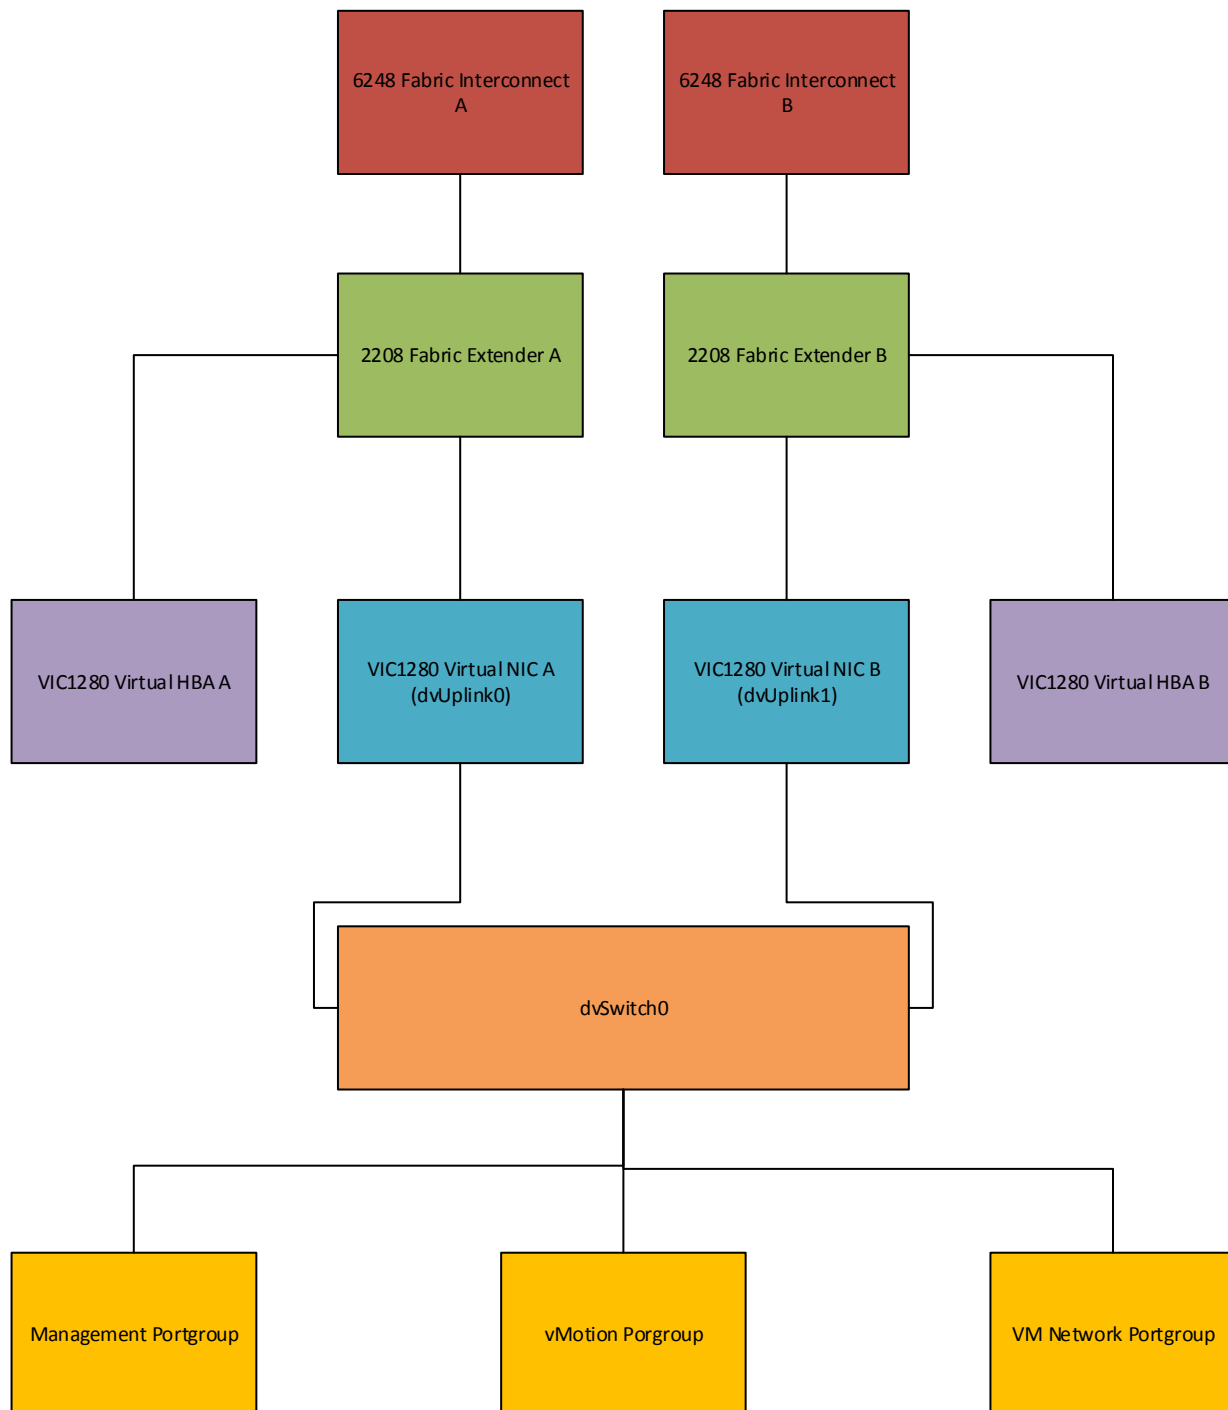 6248 Fabric Interconnect
A
6248 Fabric Interconnect
B
2208 Fabric Extender A
2208 Fabric Extender B
VIC1280 Virtual HBA A
VIC1280 Virtual NIC A
(dvUplink0)
VIC1280 Virtual NIC B
(dvUplink1)
VIC1280 Virtual HBA B
dvSwitch0
Management Portgroup
vMotion Porgroup
VM Network Portgroup